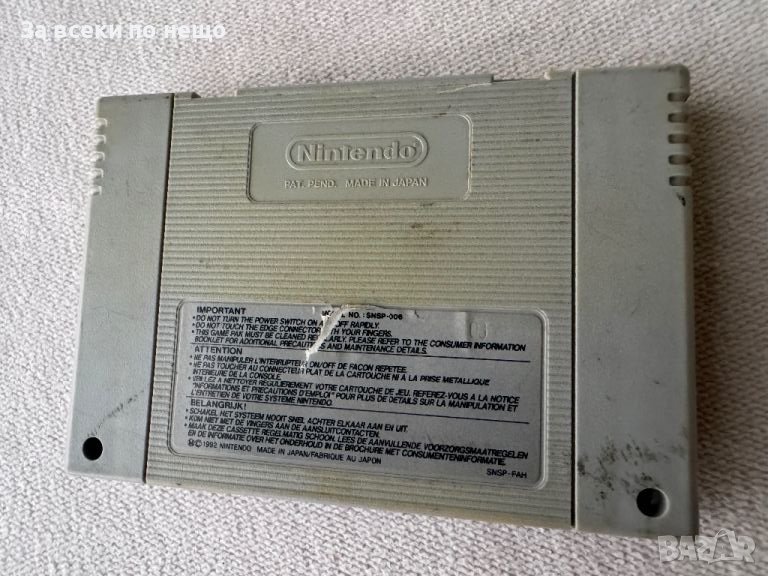 За всеки по нещо
Nintendo
PAT. PEND. MADE IN JAPAN
IMPORTANT NO. : SNSP-006
• DO NOT TURN THE POWER SWITCH ON OFF RAPIDLY.
• DO NOT TOUCH THE EDGE CONNECTOR WITH YOUR FINGERS.
• THIS GAME PAK MUST BE CLEANED REGULARLY. PLEASE REFER TO THE CONSUMER INFORMATION
BOOKLET FOR ADDITIONAL PRECAUTIONS AND MAINTENANCE DETAILS.
ATTENTION
• NE PAS MANIPULER L'INTERRUPTEUR ON/OFF DE FACON REPETEE.
• NE PAS TOUCHER AU CONNECTEUR PLAT DE LA CARTOUCHE NI À LA PRISE METALLIQUE
INTERIEURE DE LA CONSOLE.
• VEILLEZ A NETTOYER REGULIEREMENT VOTRE CARTOUCHE DE JEU. REFEREZ-VOUS A LA NOTICE
"INFORMATIONS ET PRECAUTIONS D'EMPLOI" POUR PLUS DE DETAILS SUR LA MANIPULATION ET
L'ENTRETIEN DE VOTRE SYSTEME NINTENDO.
BELANGRIJK!
• SCHAKEL HET SYSTEEM NOOIT SNEL ACHTER ELKAAR AAN EN UIT.
• KOM NIET MET DE VINGERS AAN DE AANSLUITCONTACTEN.
• MAAK DEZE CASSETTE REGELMATIG SCHOON. LEES DE AANVULLENDE VOORZORGSMAATREGELEN
EN DE INFORMATIE OVER HET ONDERHOUD IN DE BROCHURE MET CONSUMENTENINFORMATIE.
©1992 NINTENDO MADE IN JAPAN/FABRIQUE AU JAPON
SNSP-FAH
BAZAR